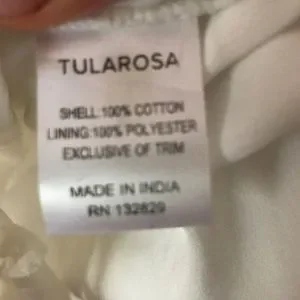 TULAROSA
SHELL:100% COTTON
LINING:100% POLYESTER
EXCLUSIVE OF TRIM
MADE IN INDIA
RN 132829